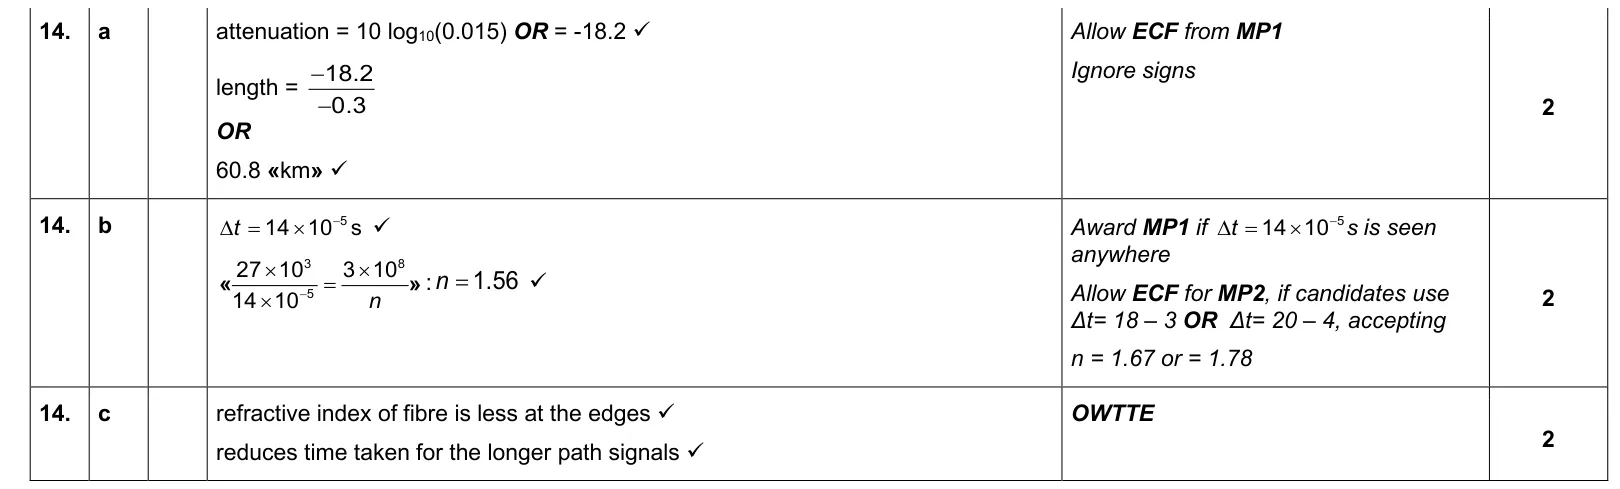 14. a attenuation = 10 log₁₀(0.015) OR = -18.2 ✓ Allow ECF from MP1
Ignore signs
length = −18.2 / −0.3
2
OR
60.8 «km» ✓
14. b Δt = 14 × 10⁻⁵ s ✓ Award MP1 if Δt = 14 × 10⁻⁵ s is seen
anywhere
«27 × 10³ / 14 × 10⁻⁵ = 3 × 10⁸ / n» : n = 1.56 ✓
Allow ECF for MP2, if candidates use
2
Δt= 18 – 3 OR Δt= 20 – 4, accepting
n = 1.67 or = 1.78
14. c refractive index of fibre is less at the edges ✓ OWTTE
2
reduces time taken for the longer path signals ✓